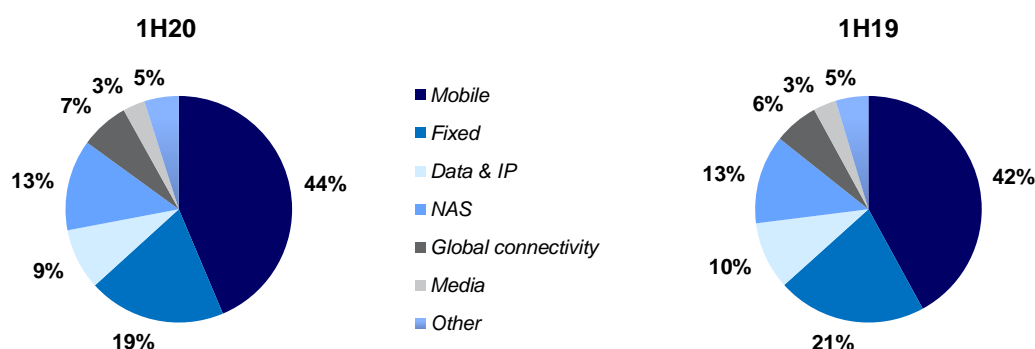 1H20
44%
19%
9%
13%
7%
3%
5%
Mobile
Fixed
Data & IP
NAS
Global connectivity
Media
Other
1H19
42%
21%
10%
13%
6%
3%
5%